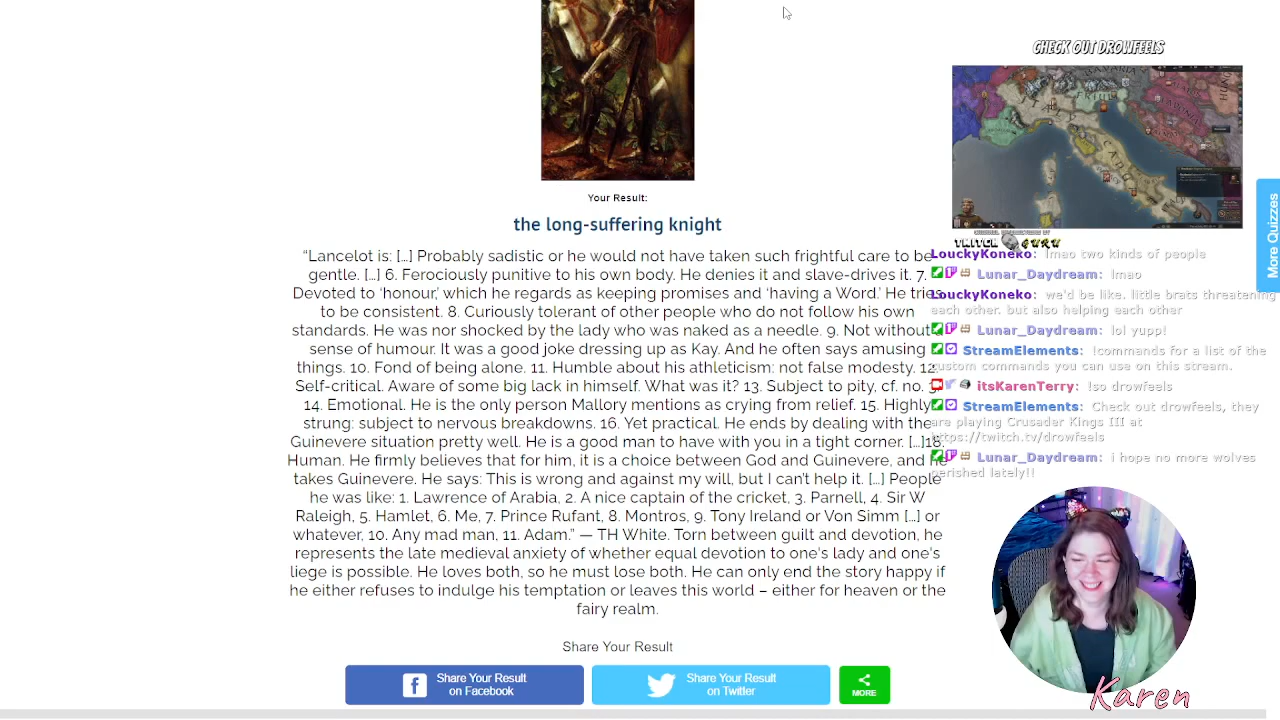 CHECK OUT DROWFEELS
BAVARIA
FRIULI
TWITCH GURU
Your Result:
the long-suffering knight
“Lancelot is: [...] Probably sadistic or he would not have taken such frightful care to be
gentle. [...] 6. Ferociously punitive to his own body. He denies it and slave-drives it. 7.
Devoted to ‘honour,’ which he regards as keeping promises and ‘having a Word.’ He tries
to be consistent. 8. Curiously tolerant of other people who do not follow his own
standards. He was nor shocked by the lady who was naked as a needle. 9. Not without
sense of humour. It was a good joke dressing up as Kay. And he often says amusing
things. 10. Fond of being alone. 11. Humble about his athleticism: not false modesty. 12.
Self-critical. Aware of some big lack in himself. What was it? 13. Subject to pity, cf. no. 3.
14. Emotional. He is the only person Mallory mentions as crying from relief. 15. Highly
strung: subject to nervous breakdowns. 16. Yet practical. He ends by dealing with the
Guinevere situation pretty well. He is a good man to have with you in a tight corner. [...]18.
Human. He firmly believes that for him, it is a choice between God and Guinevere, and he
takes Guinevere. He says: This is wrong and against my will, but I can't help it. [...] People
he was like: 1. Lawrence of Arabia, 2. A nice captain of the cricket, 3. Parnell, 4. Sir W
Raleigh, 5. Hamlet, 6. Me, 7. Prince Rufant, 8. Montros, 9. Tony Ireland or Von Simm [...] or
whatever, 10. Any mad man, 11. Adam.” — TH White. Torn between guilt and devotion, he
represents the late medieval anxiety of whether equal devotion to one's lady and one's
liege is possible. He loves both, so he must lose both. He can only end the story happy if
he either refuses to indulge his temptation or leaves this world – either for heaven or the
fairy realm.
Share Your Result
Share Your Result
on Facebook
Share Your Result
on Twitter
MORE
More Quizzes
LouckyKoneko: lmao two kinds of people
Lunar_Daydream: lmao
LouckyKoneko: we'd be like. little brats threatening
each other. but also helping each other
Lunar_Daydream: lol yupp!
StreamElements: !commands for a list of the
custom commands you can use on this stream.
itsKarenTerry: !so drowfeels
StreamElements: Check out drowfeels, they
are playing Crusader Kings III at
https://twitch.tv/drowfeels
Lunar_Daydream: i hope no more wolves
perished lately!!
Karen